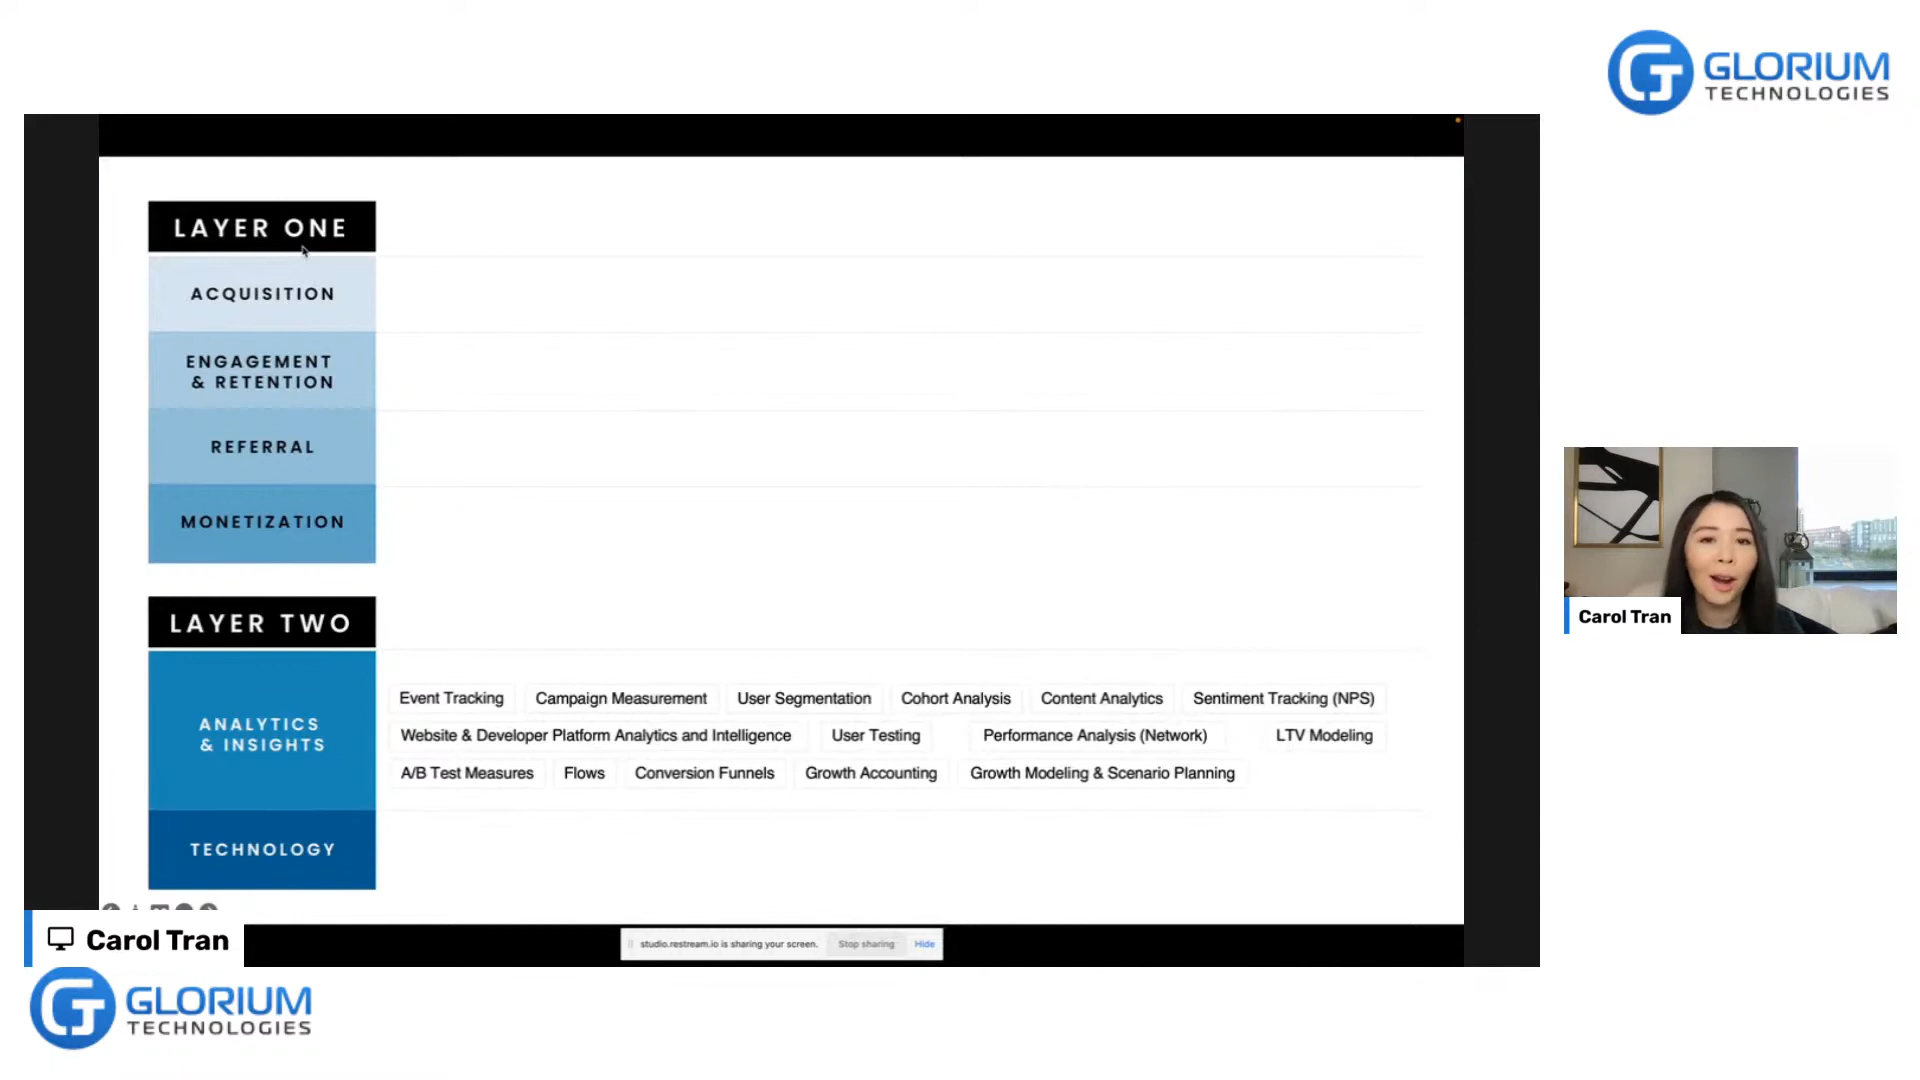 GLORIUM
TECHNOLOGIES
LAYER ONE
ACQUISITION
ENGAGEMENT
& RETENTION
REFERRAL
MONETIZATION
LAYER TWO
ANALYTICS
& INSIGHTS
Event Tracking Campaign Measurement User Segmentation Cohort Analysis Content Analytics Sentiment Tracking (NPS)
Website & Developer Platform Analytics and Intelligence User Testing Performance Analysis (Network) LTV Modeling
A/B Test Measures Flows Conversion Funnels Growth Accounting Growth Modeling & Scenario Planning
TECHNOLOGY
Carol Tran
studio.restream.io is sharing your screen. Stop sharing Hide
Carol Tran
GLORIUM
TECHNOLOGIES